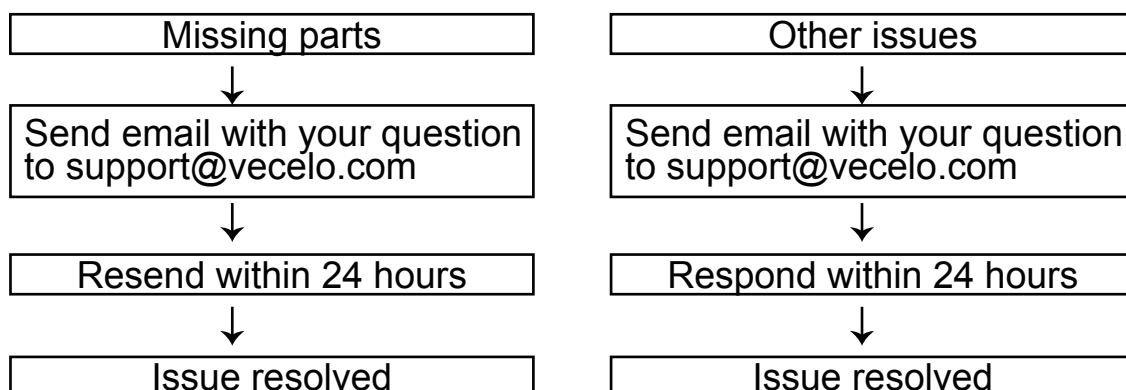 Missing parts
Send email with your question
to support@vecelo.com
Resend within 24 hours
Issue resolved
Other issues
Send email with your question
to support@vecelo.com
Respond within 24 hours
Issue resolved